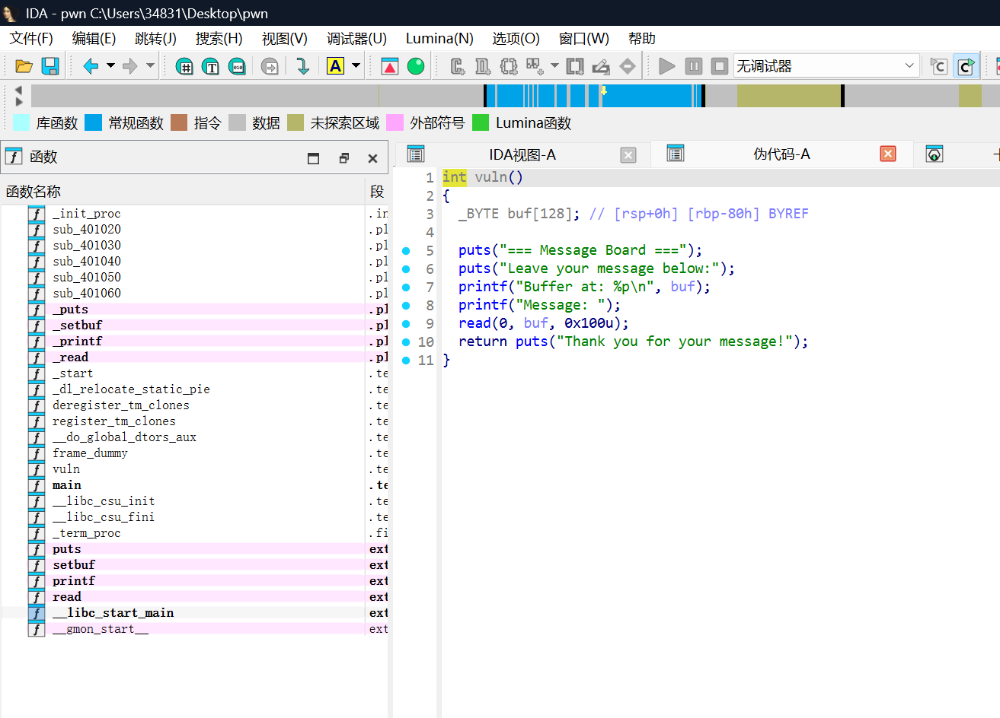 IDA - pwn C:\Users\34831\Desktop\pwn
文件(F) 编辑(E) 跳转(J) 搜索(H) 视图(V) 调试器(U) Lumina(N) 选项(O) 窗口(W) 帮助
无调试器
库函数 常规函数 指令 数据 未探索区域 外部符号 Lumina函数
函数
IDA视图-A 伪代码-A
函数名称 段
_init_proc .in
sub_401020 .pl
sub_401030 .pl
sub_401040 .pl
sub_401050 .pl
sub_401060 .pl
_puts .pl
_setbuf .pl
_printf .pl
_read .pl
_start .te
_dl_relocate_static_pie .te
deregister_tm_clones .te
register_tm_clones .te
__do_global_dtors_aux .te
frame_dummy .te
vuln .te
main .te
__libc_csu_init .te
__libc_csu_fini .te
_term_proc .fi
puts ext
setbuf ext
printf ext
read ext
__libc_start_main ext
__gmon_start__ ext
1 int vuln()
2 {
3 _BYTE buf[128]; // [rsp+0h] [rbp-80h] BYREF
4
5 puts("=== Message Board ===");
6 puts("Leave your message below:");
7 printf("Buffer at: %p\n", buf);
8 printf("Message: ");
9 read(0, buf, 0x100u);
10 return puts("Thank you for your message!");
11 }